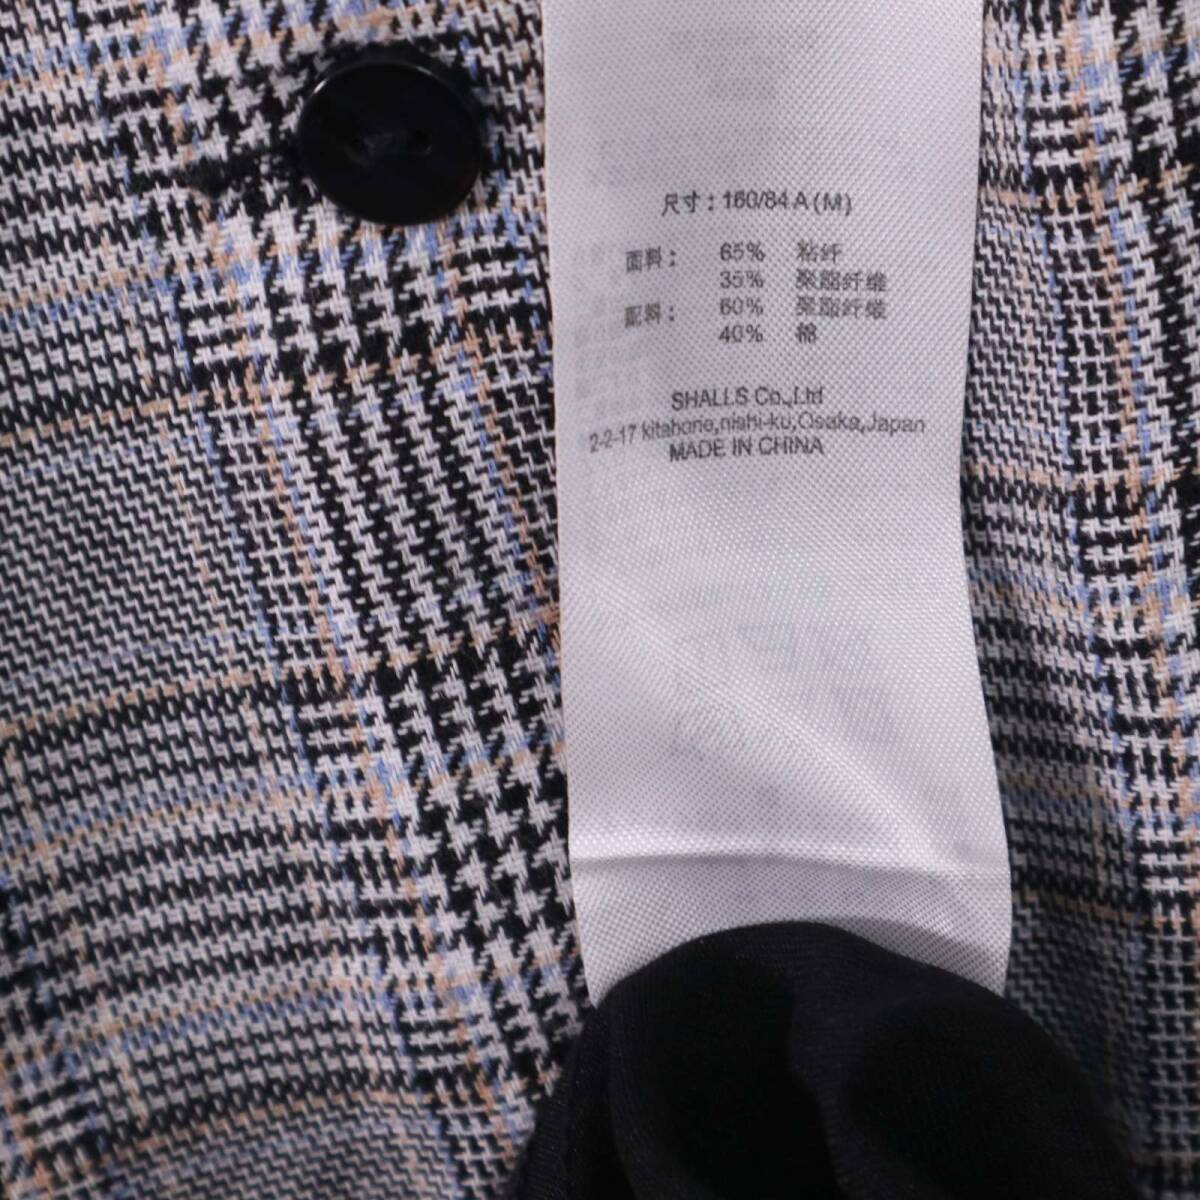 尺寸：160/84 A (M)
面料： 65% 粘纤
35% 聚酯纤维
配料： 60% 聚酯纤维
40% 棉
SHALLS Co.,Ltd
2-2-17 kitahone,nishi-ku,Osaka,Japan
MADE IN CHINA